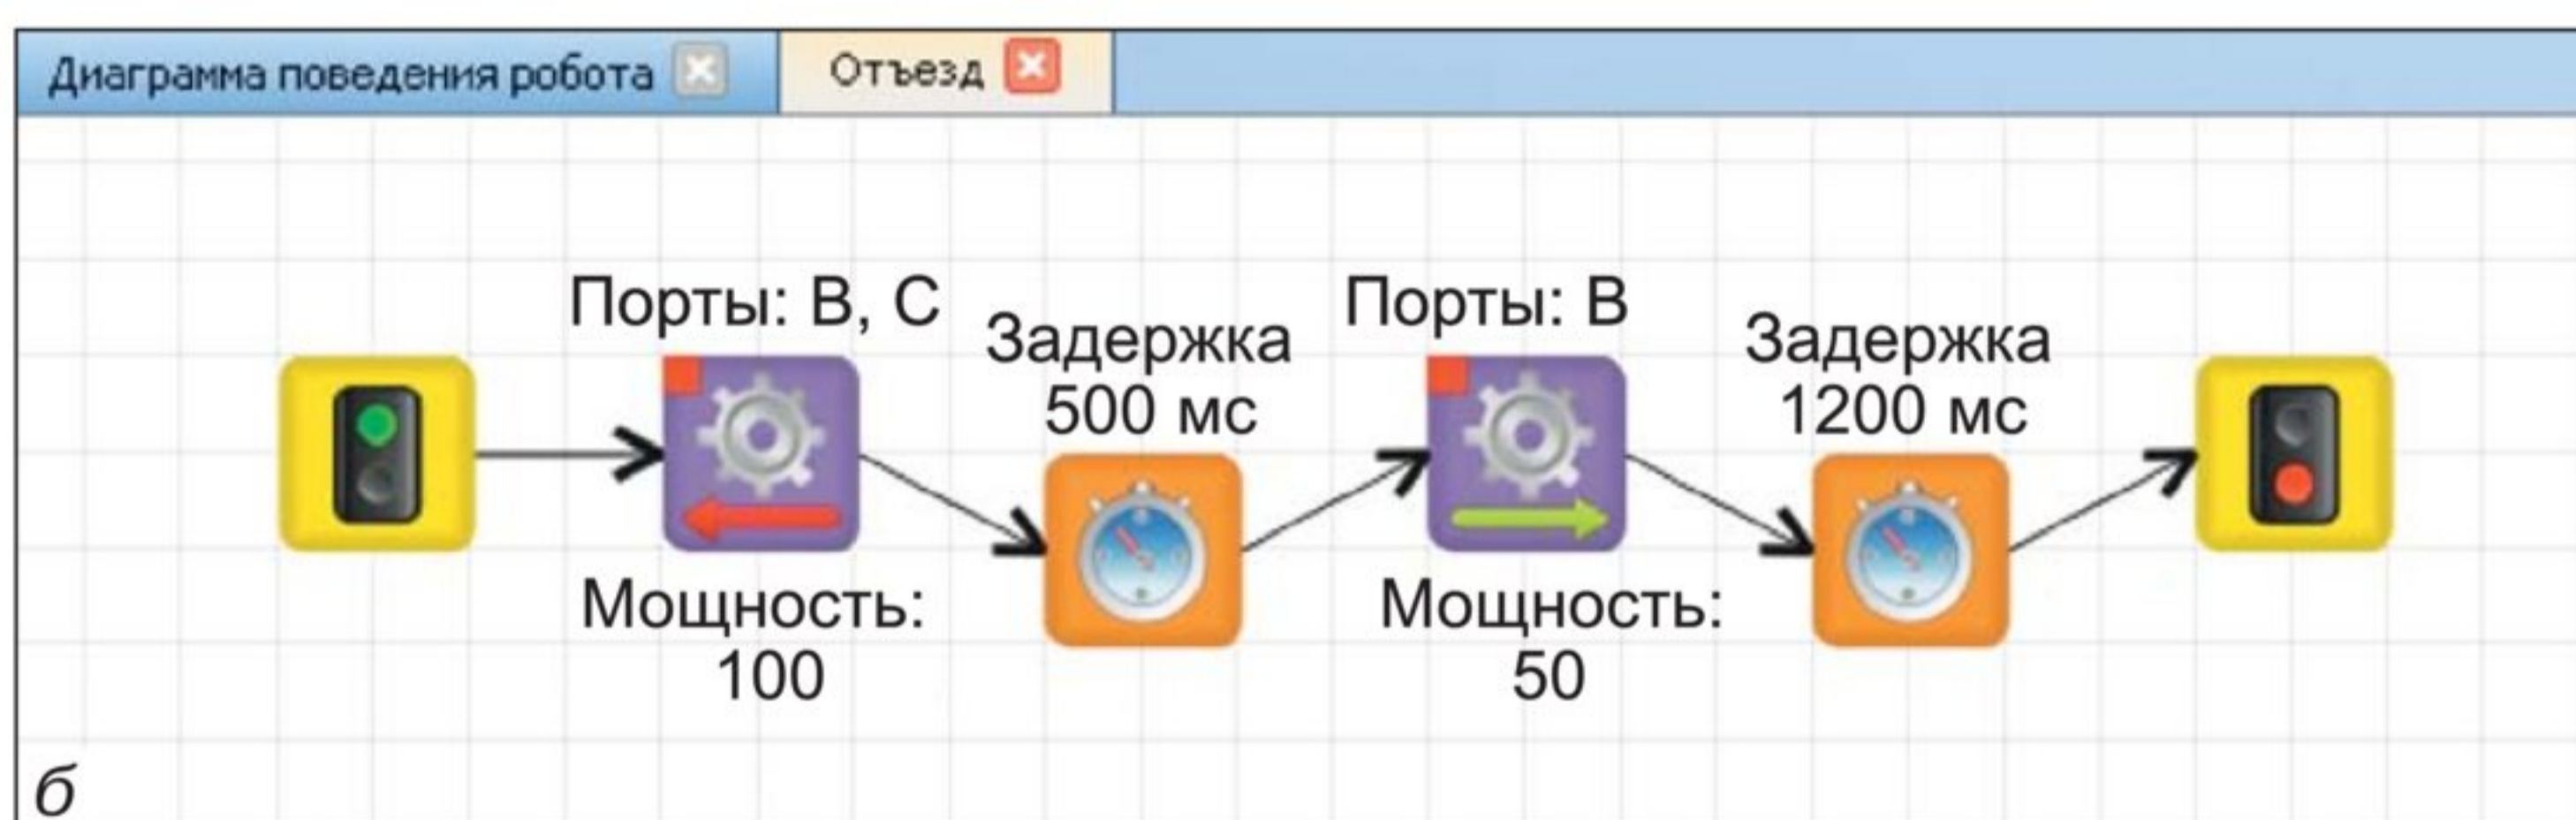 Диаграмма поведения робота
Отъезд
Порты: В, С
Задержка
500 мс
Порты: В
Задержка
1200 мс
Мощность:
100
Мощность:
50
б